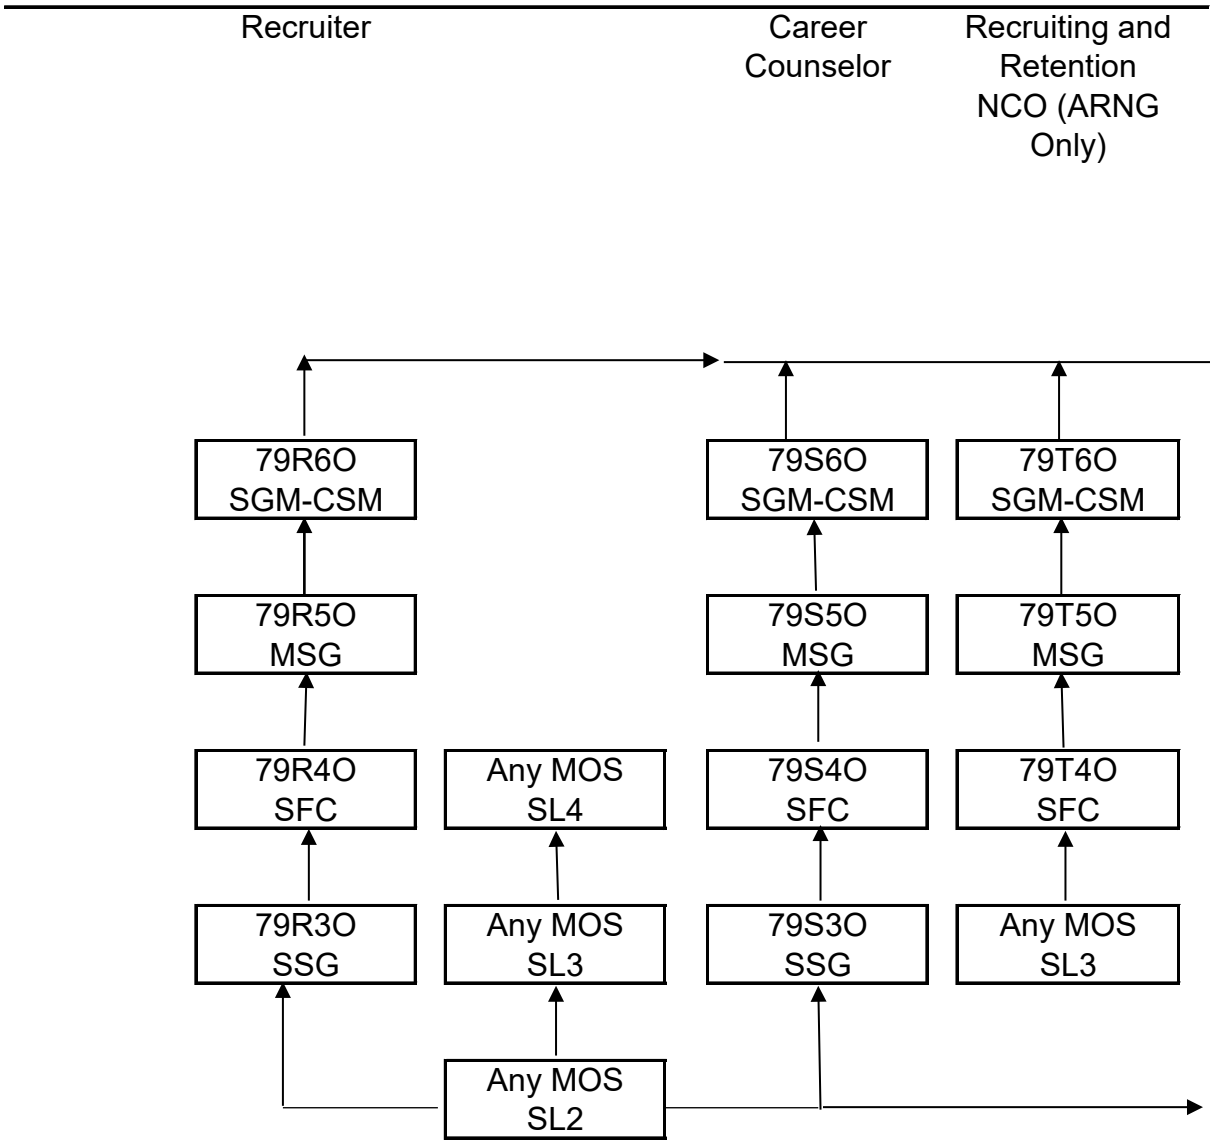 Recruiter
Career
Counselor
Recruiting and
Retention
NCO (ARNG
Only)
79R6O
SGM-CSM
79S6O
SGM-CSM
79T6O
SGM-CSM
79R5O
MSG
79S5O
MSG
79T5O
MSG
79R4O
SFC
Any MOS
SL4
79S4O
SFC
79T4O
SFC
79R3O
SSG
Any MOS
SL3
79S3O
SSG
Any MOS
SL3
Any MOS
SL2